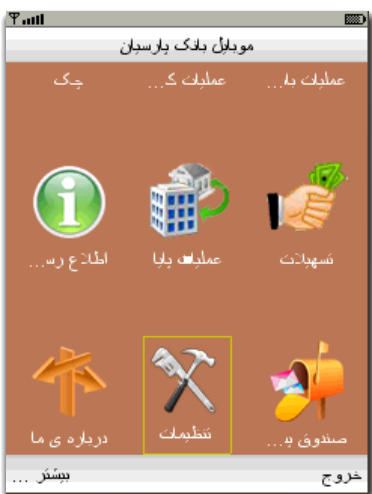 موبایل بانک پارسیان
عملیات با... عملیات ک... چک
تسهیلات عملیات پایا اطلاع رس...
صندوق پ... تنظیمات درباره ی ما
خروج بیشتر ...